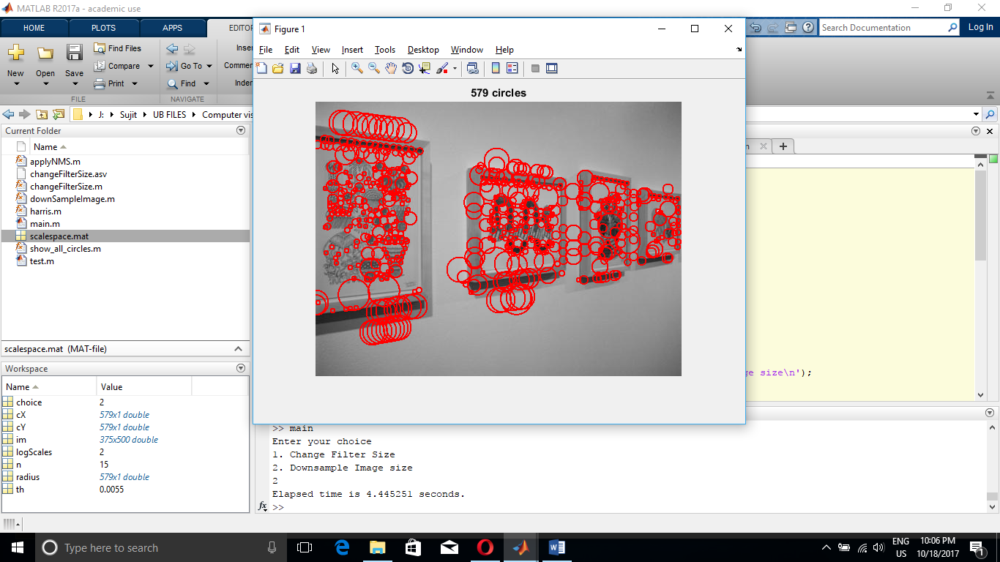 MATLAB R2017a - academic use
HOME PLOTS APPS EDITOR
Search Documentation
Log In
Figure 1
File Edit View Insert Tools Desktop Window Help
New Open Save
Find Files
Compare
Print
Go To
Find
FILE NAVIGATE
J: Sujit UB FILES Computer
579 circles
Current Folder
Name
applyNMS.m
changeFilterSize.asv
changeFilterSize.m
downSampleImage.m
harris.m
main.m
scalespace.mat
show_all_circles.m
test.m
scalespace.mat (MAT-file)
Workspace
Name Value
choice 2
cX 579x1 double
cY 579x1 double
im 375x500 double
logScales 2
n 15
radius 579x1 double
th 0.0055
size\n');
>> main
Enter your choice
1. Change Filter Size
2. Downsample Image size
2
Elapsed time is 4.445251 seconds.
fx >>
Type here to search
ENG
US
10:06 PM
10/18/2017
1